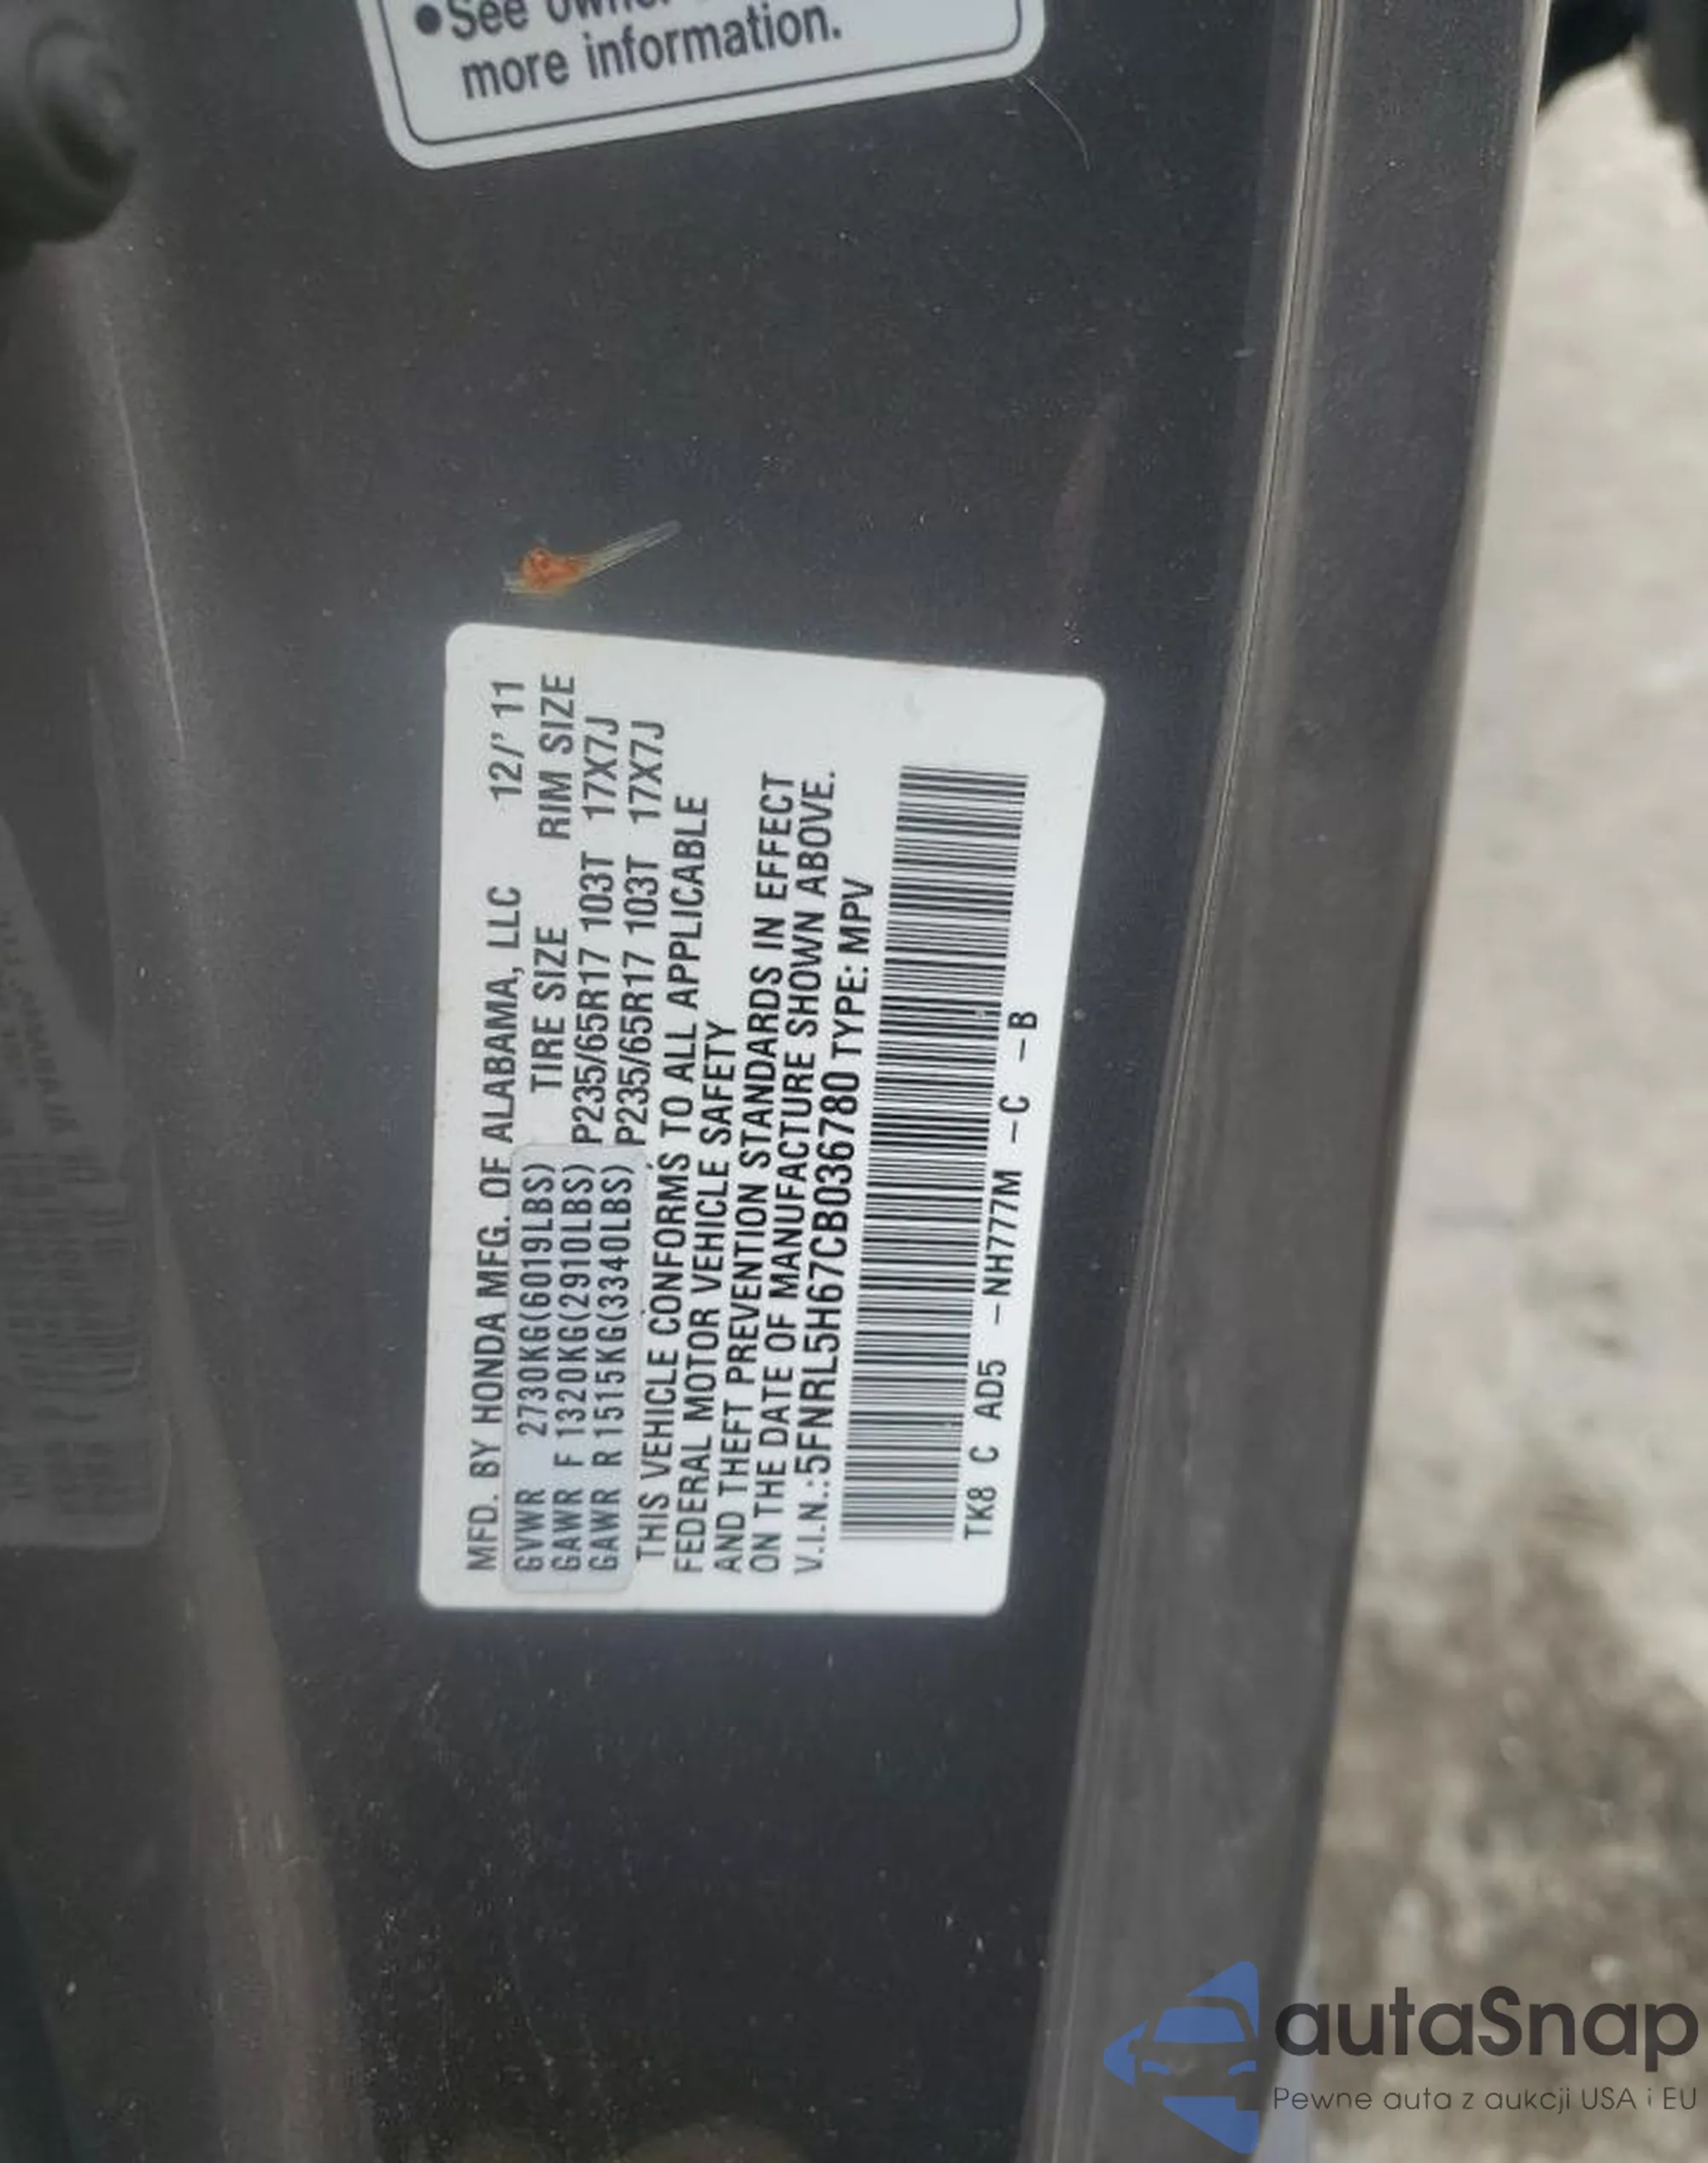 •See owner
more information.
MFD. BY HONDA MFG. OF ALABAMA, LLC 12/'11
TIRE SIZE RIM SIZE
GVWR 2730KG(6019LBS)
GAWR F 1320KG(2910LBS) P235/65R17 103T 17X7J
GAWR R 1515KG(3340LBS) P235/65R17 103T 17X7J
THIS VEHICLE CONFORMS TO ALL APPLICABLE
FEDERAL MOTOR VEHICLE SAFETY
AND THEFT PREVENTION STANDARDS IN EFFECT
ON THE DATE OF MANUFACTURE SHOWN ABOVE.
V.I.N.:5FNRL5H67CB036780 TYPE: MPV
TK8 C AD5 -NH777M -C -B
autaSnap
Pewne auta z aukcji USA i EU